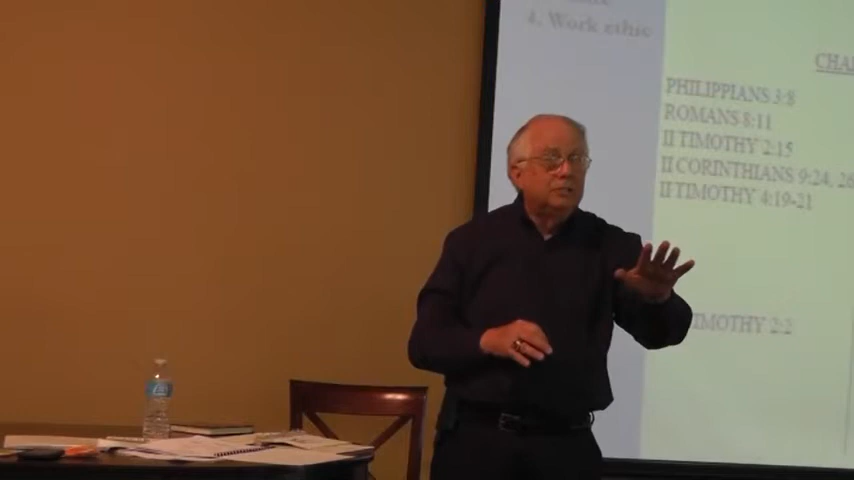 4. Work ethic
PHILIPPIANS 3:8
ROMANS 8:11
II TIMOTHY 2:15
II CORINTHIANS 9:24, 26
II TIMOTHY 4:19-21
TIMOTHY 2:2